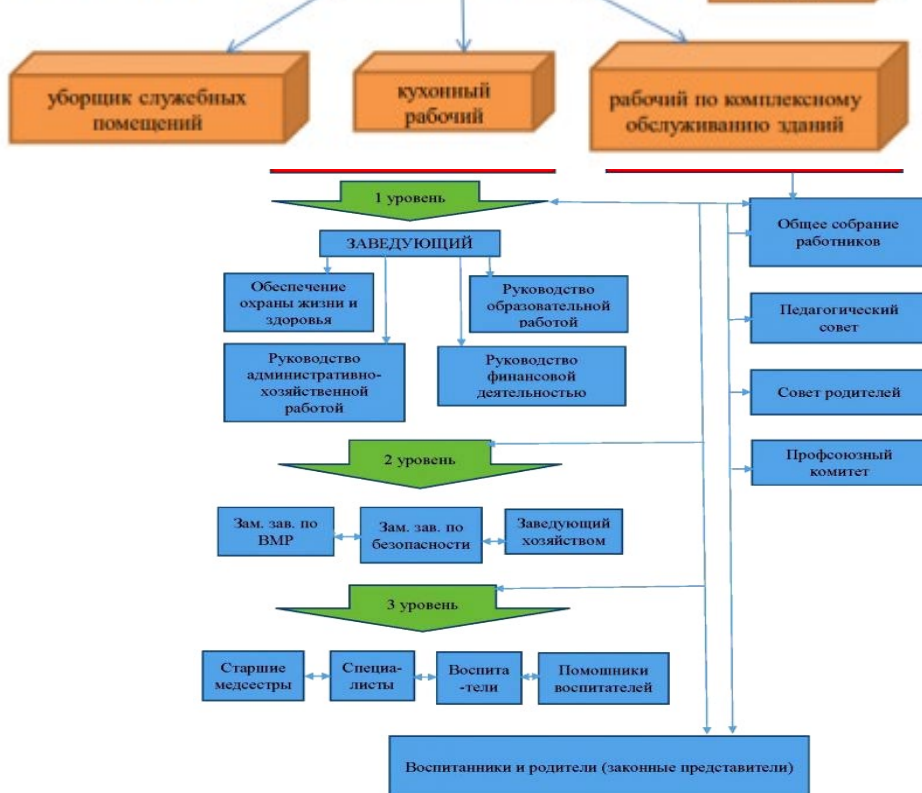 уборщик служебных
помещений
кухонный
рабочий
рабочий по комплексному
обслуживанию зданий
1 уровень
ЗАВЕДУЮЩИЙ
Обеспечение
охраны жизни и
здоровья
Руководство
образовательной
работой
Руководство
административно-
хозяйственной
работой
Руководство
финансовой
деятельностью
Общее собрание
работников
Педагогический
совет
Совет родителей
Профсоюзный
комитет
2 уровень
Зам. зав. по
ВМР
Зам. зав. по
безопасности
Заведующий
хозяйством
3 уровень
Старшие
медсестры
Специа-
листы
Воспита
-тели
Помошники
воспитателей
Воспитанники и родители (законные представители)